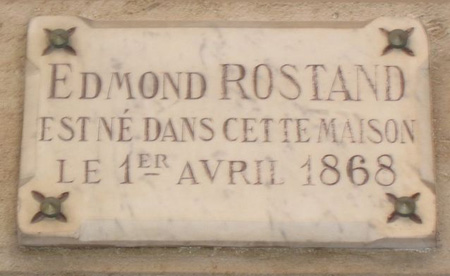 EDMOND ROSTAND
EST NÉ DANS CETTE MAISON
LE 1ER AVRIL 1868